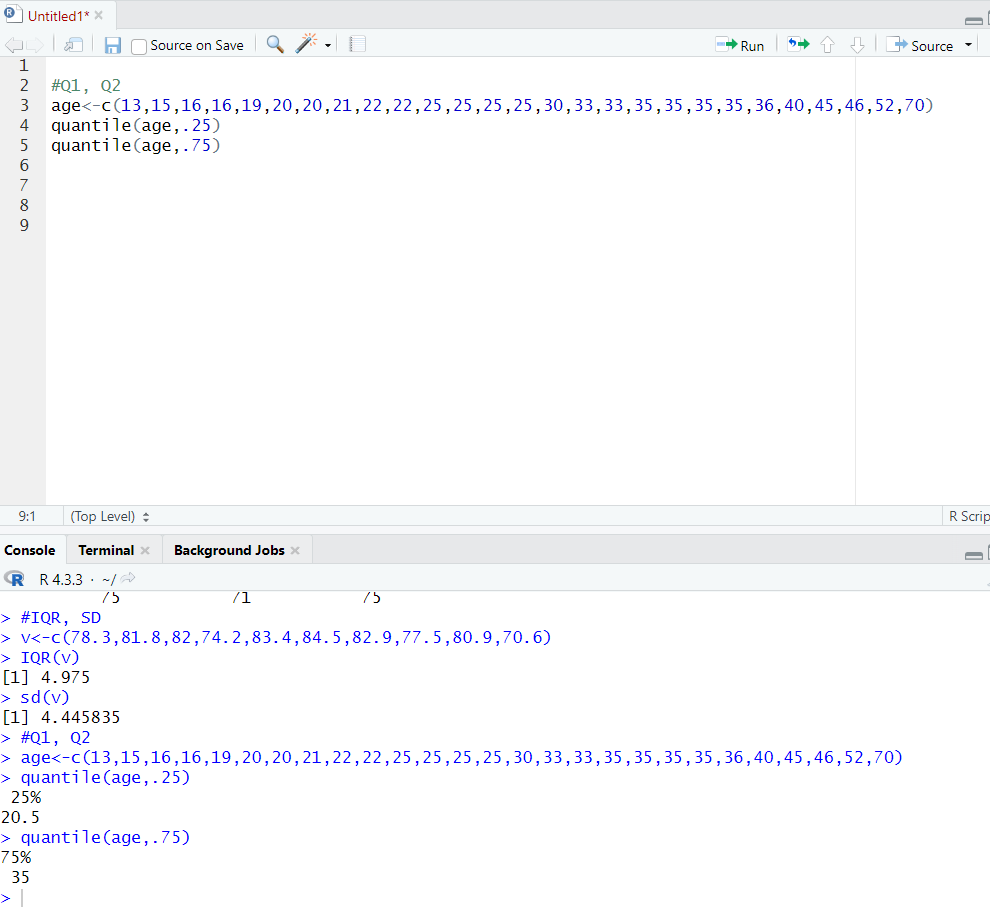 Untitled1*
Source on Save Run Source
1
2 #Q1, Q2
3 age<-c(13,15,16,16,19,20,20,21,22,22,25,25,25,25,30,33,33,35,35,35,35,36,40,45,46,52,70)
4 quantile(age,.25)
5 quantile(age,.75)
6
7
8
9
9:1 (Top Level) R Scrip
Console Terminal Background Jobs
R 4.3.3 · ~/
75 71 75
> #IQR, SD
> v<-c(78.3,81.8,82,74.2,83.4,84.5,82.9,77.5,80.9,70.6)
> IQR(v)
[1] 4.975
> sd(v)
[1] 4.445835
> #Q1, Q2
> age<-c(13,15,16,16,19,20,20,21,22,22,25,25,25,25,30,33,33,35,35,35,35,36,40,45,46,52,70)
> quantile(age,.25)
25%
20.5
> quantile(age,.75)
75%
35
>